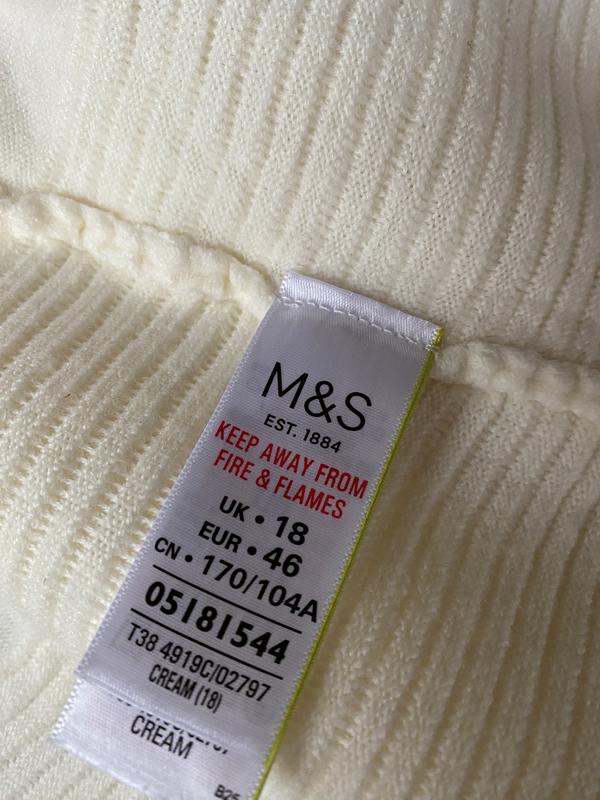 M&S
EST. 1884
KEEP AWAY FROM
FIRE & FLAMES
UK • 18
EUR • 46
CN • 170/104A
05181544
T38 4919C/02797
CREAM (18)
CREAM